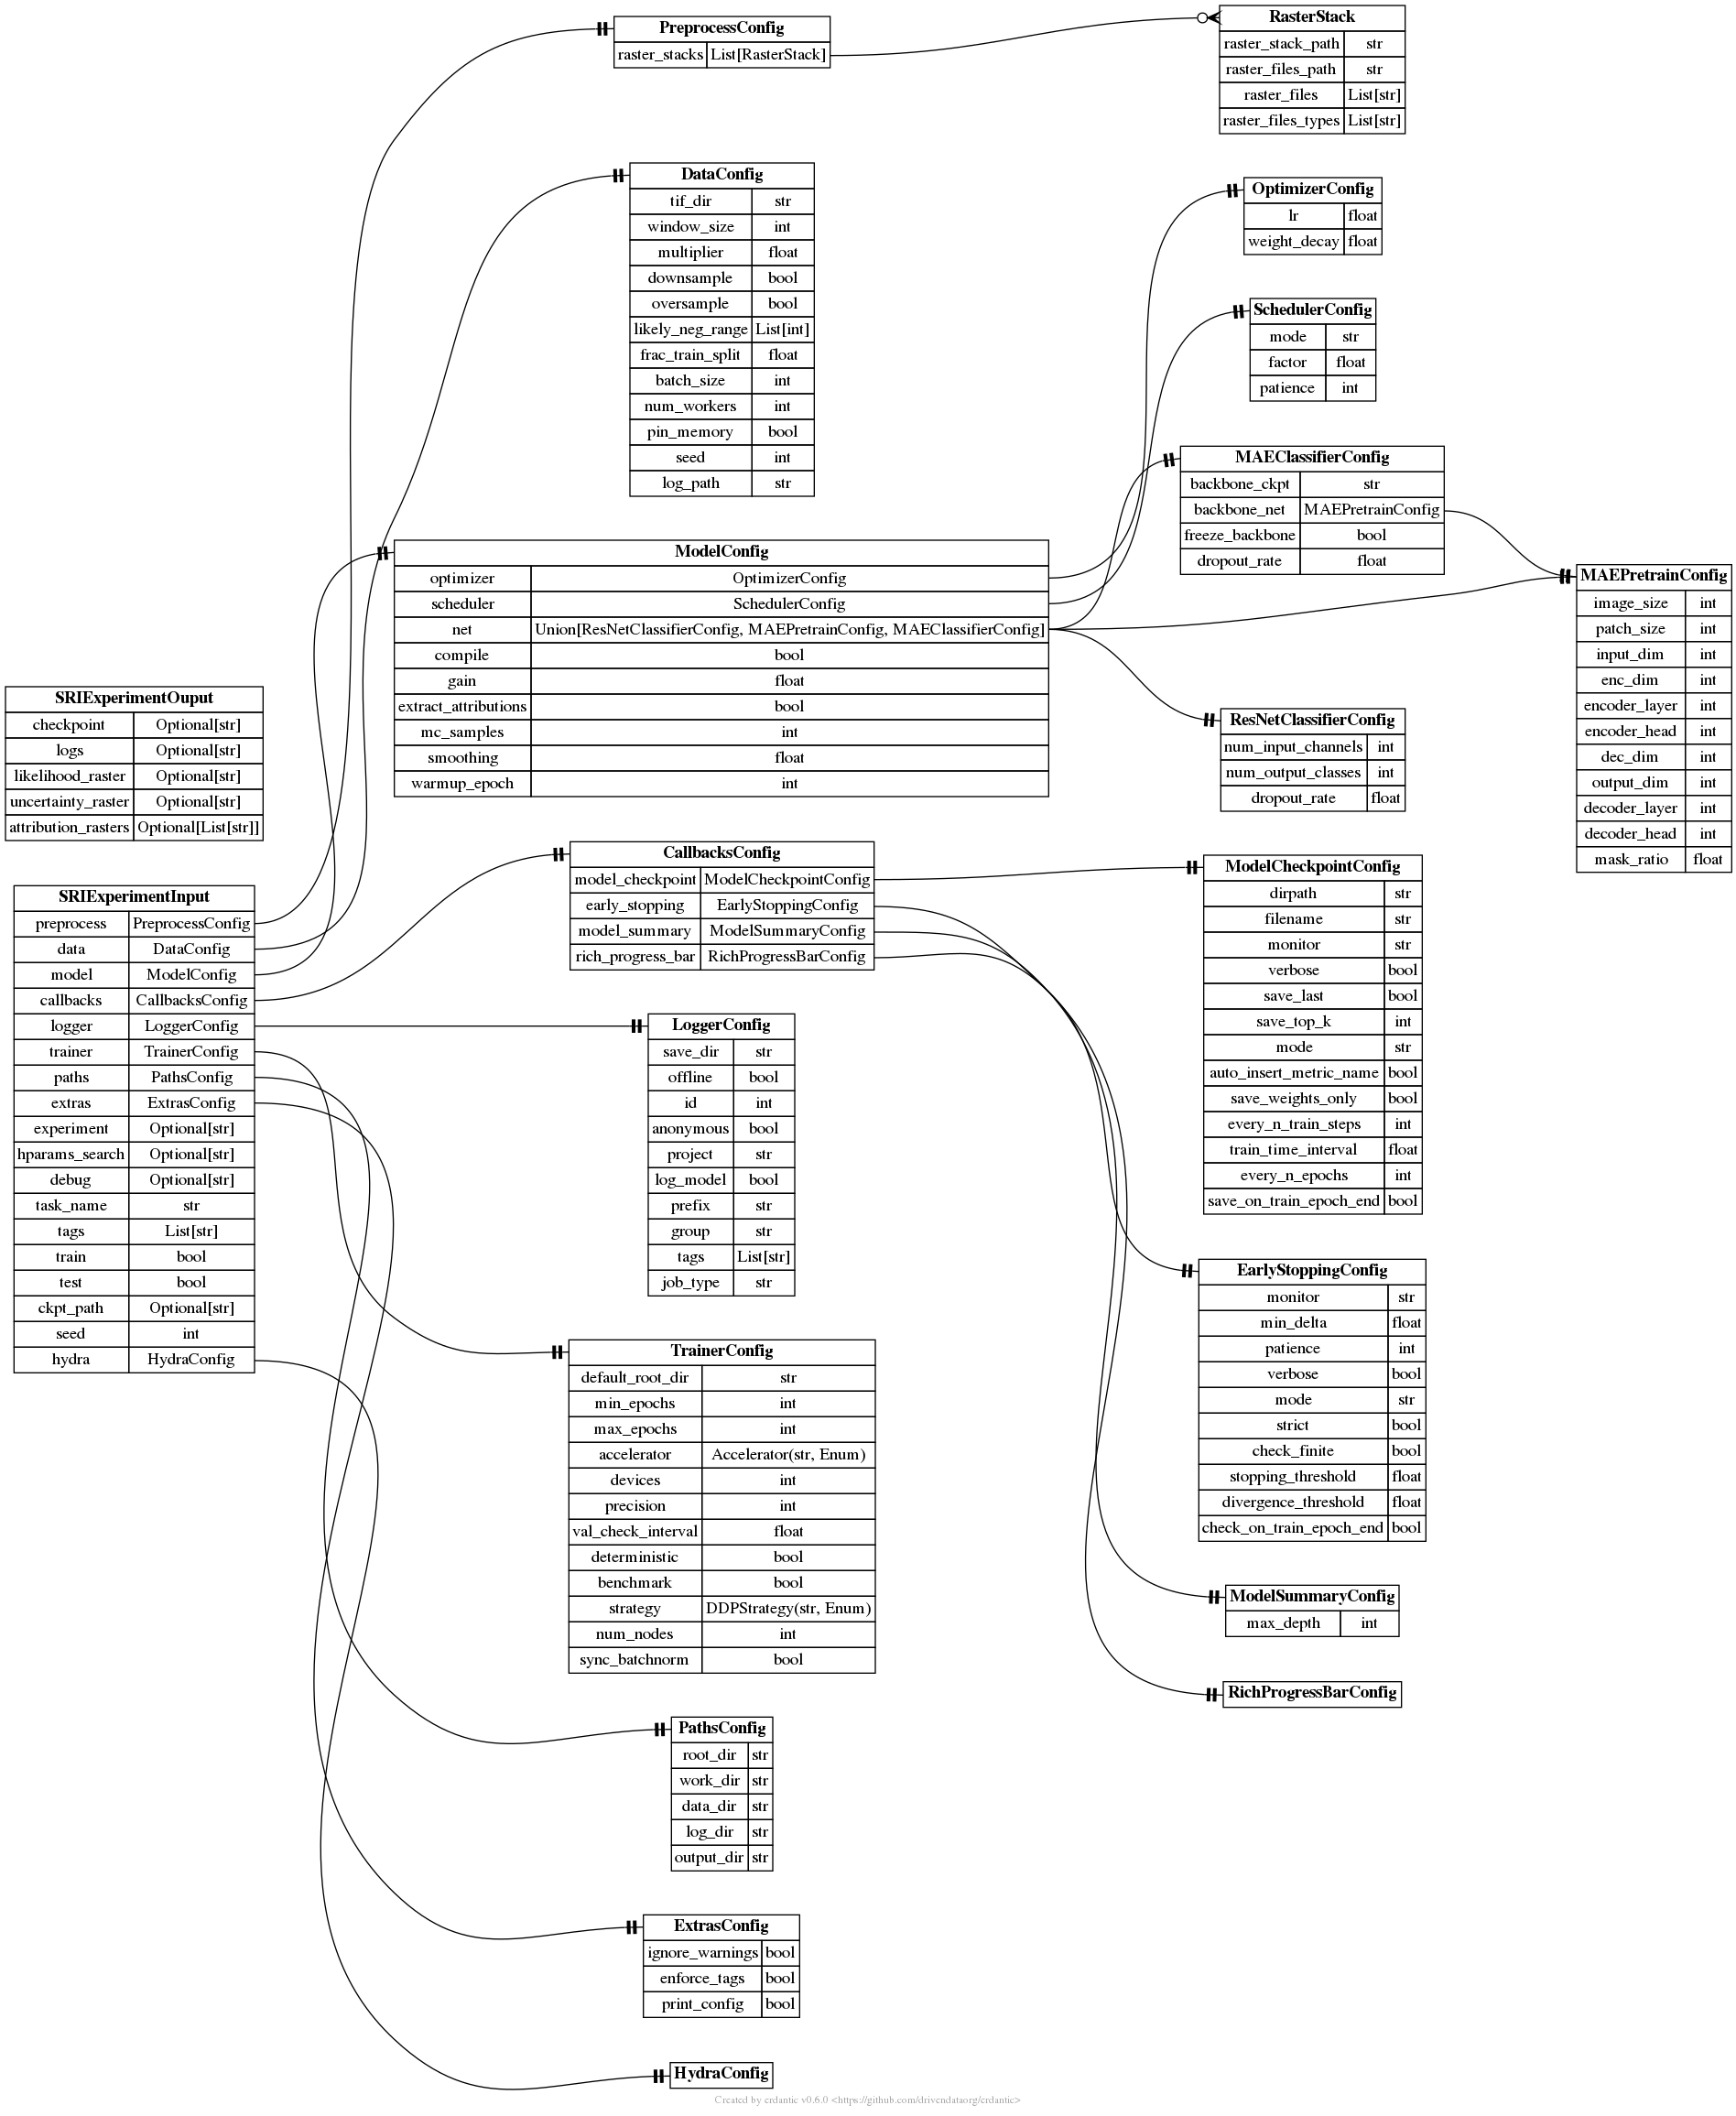 PreprocessConfig
raster_stacks List[RasterStack]
RasterStack
raster_stack_path str
raster_files_path str
raster_files List[str]
raster_files_types List[str]
DataConfig
tif_dir str
window_size int
multiplier float
downsample bool
oversample bool
likely_neg_range List[int]
frac_train_split float
batch_size int
num_workers int
pin_memory bool
seed int
log_path str
OptimizerConfig
lr float
weight_decay float
SchedulerConfig
mode str
factor float
patience int
MAEClassifierConfig
backbone_ckpt str
backbone_net MAEPretrainConfig
freeze_backbone bool
dropout_rate float
ModelConfig
optimizer OptimizerConfig
scheduler SchedulerConfig
net Union[ResNetClassifierConfig, MAEPretrainConfig, MAEClassifierConfig]
compile bool
gain float
extract_attributions bool
mc_samples int
smoothing float
warmup_epoch int
MAEPretrainConfig
image_size int
patch_size int
input_dim int
enc_dim int
encoder_layer int
encoder_head int
dec_dim int
output_dim int
decoder_layer int
decoder_head int
mask_ratio float
ResNetClassifierConfig
num_input_channels int
num_output_classes int
dropout_rate float
SRIExperimentOuput
checkpoint Optional[str]
logs Optional[str]
likelihood_raster Optional[str]
uncertainty_raster Optional[str]
attribution_rasters Optional[List[str]]
SRIExperimentInput
preprocess PreprocessConfig
data DataConfig
model ModelConfig
callbacks CallbacksConfig
logger LoggerConfig
trainer TrainerConfig
paths PathsConfig
extras ExtrasConfig
experiment Optional[str]
hparams_search Optional[str]
debug Optional[str]
task_name str
tags List[str]
train bool
test bool
ckpt_path Optional[str]
seed int
hydra HydraConfig
CallbacksConfig
model_checkpoint ModelCheckpointConfig
early_stopping EarlyStoppingConfig
model_summary ModelSummaryConfig
rich_progress_bar RichProgressBarConfig
ModelCheckpointConfig
dirpath str
filename str
monitor str
verbose bool
save_last bool
save_top_k int
mode str
auto_insert_metric_name bool
save_weights_only bool
every_n_train_steps int
train_time_interval float
every_n_epochs int
save_on_train_epoch_end bool
LoggerConfig
save_dir str
offline bool
id int
anonymous bool
project str
log_model bool
prefix str
group str
tags List[str]
job_type str
EarlyStoppingConfig
monitor str
min_delta float
patience int
verbose bool
mode str
strict bool
check_finite bool
stopping_threshold float
divergence_threshold float
check_on_train_epoch_end bool
TrainerConfig
default_root_dir str
min_epochs int
max_epochs int
accelerator Accelerator(str, Enum)
devices int
precision int
val_check_interval float
deterministic bool
benchmark bool
strategy DDPStrategy(str, Enum)
num_nodes int
sync_batchnorm bool
ModelSummaryConfig
max_depth int
RichProgressBarConfig
PathsConfig
root_dir str
work_dir str
data_dir str
log_dir str
output_dir str
ExtrasConfig
ignore_warnings bool
enforce_tags bool
print_config bool
HydraConfig
Created by erdantic v0.6.0 <https://github.com/drivendataorg/erdantic>